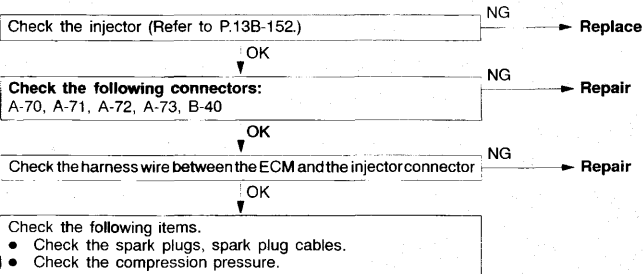 NG
Check the injector (Refer to P.13B-152.)
Replace
OK
NG
Check the following connectors:
A-70, A-71, A-72, A-73, B-40
Repair
OK
NG
Check the harness wire between the ECM and the injector connector
Repair
OK
Check the following items.
● Check the spark plugs, spark plug cables.
● Check the compression pressure.